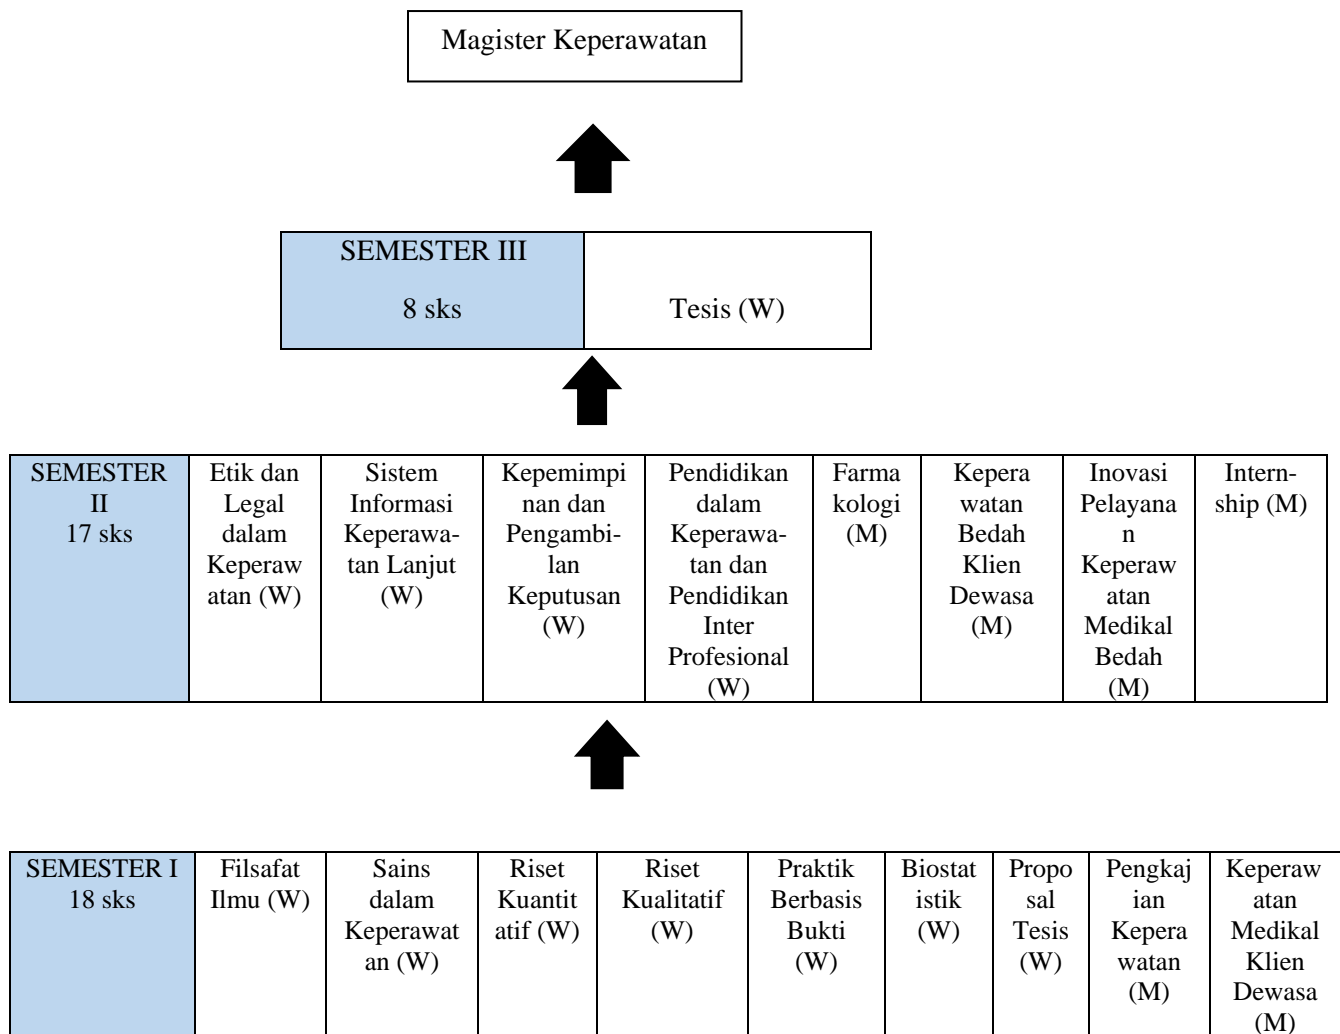 Magister Keperawatan
SEMESTER III
8 sks
Tesis (W)
SEMESTER
II
17 sks
Etik dan
Legal
dalam
Keperaw
atan (W)
Sistem
Informasi
Keperawa-
tan Lanjut
(W)
Kepemimpi
nan dan
Pengambi-
lan
Keputusan
(W)
Pendidikan
dalam
Keperawa-
tan dan
Pendidikan
Inter
Profesional
(W)
Farma
kologi
(M)
Kepera
watan
Bedah
Klien
Dewasa
(M)
Inovasi
Pelayana
n
Keperaw
atan
Medikal
Bedah
(M)
Intern-
ship (M)
SEMESTER I
18 sks
Filsafat
Ilmu (W)
Sains
dalam
Keperawat
an (W)
Riset
Kuantit
atif (W)
Riset
Kualitatif
(W)
Praktik
Berbasis
Bukti
(W)
Biostat
istik
(W)
Propo
sal
Tesis
(W)
Pengkaj
ian
Kepera
watan
(M)
Keperaw
atan
Medikal
Klien
Dewasa
(M)